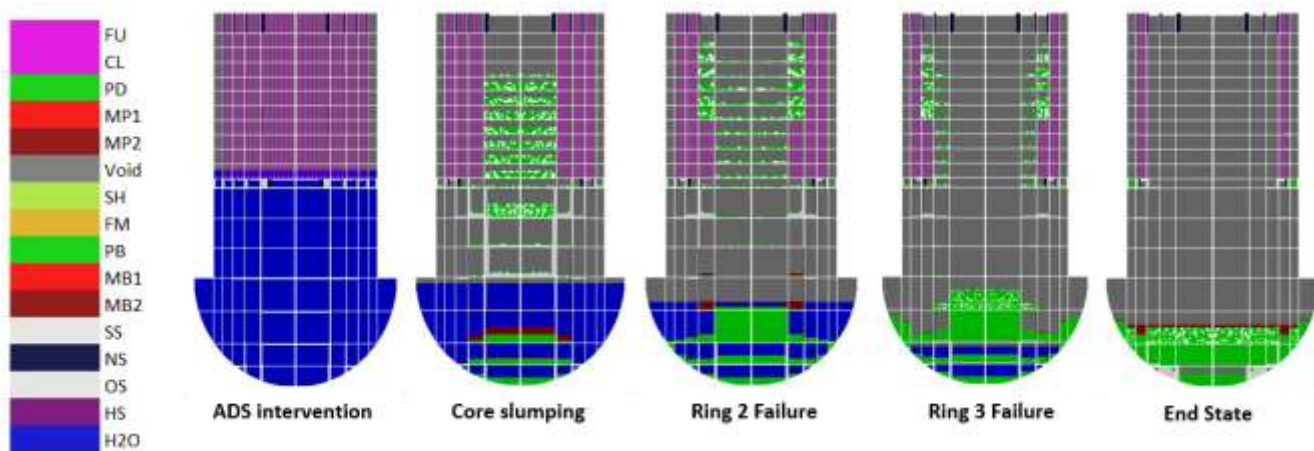 FU
CL
PD
MP1
MP2
Void
SH
FM
PB
MB1
MB2
SS
NS
OS
HS
H2O
ADS intervention
Core slumping
Ring 2 Failure
Ring 3 Failure
End State